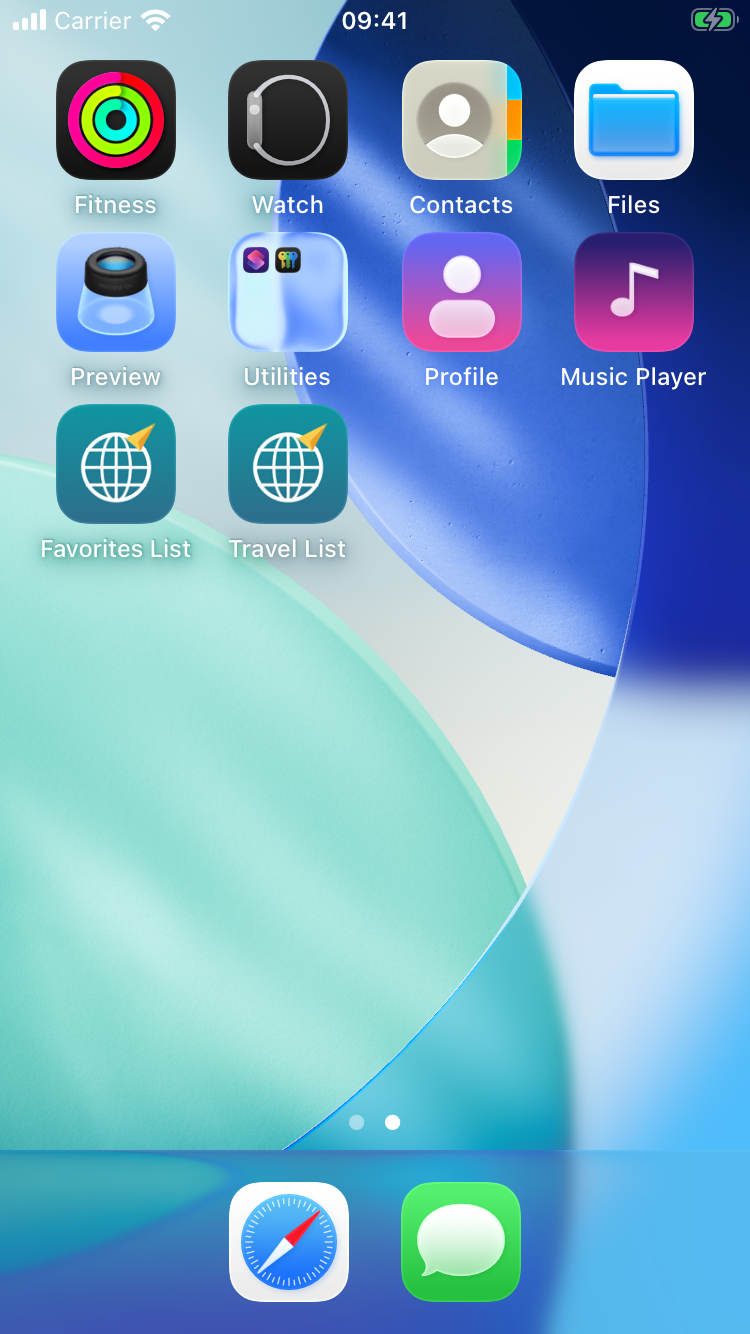 Carrier 09:41
Fitness Watch Contacts Files
Preview Utilities Profile Music Player
Favorites List Travel List